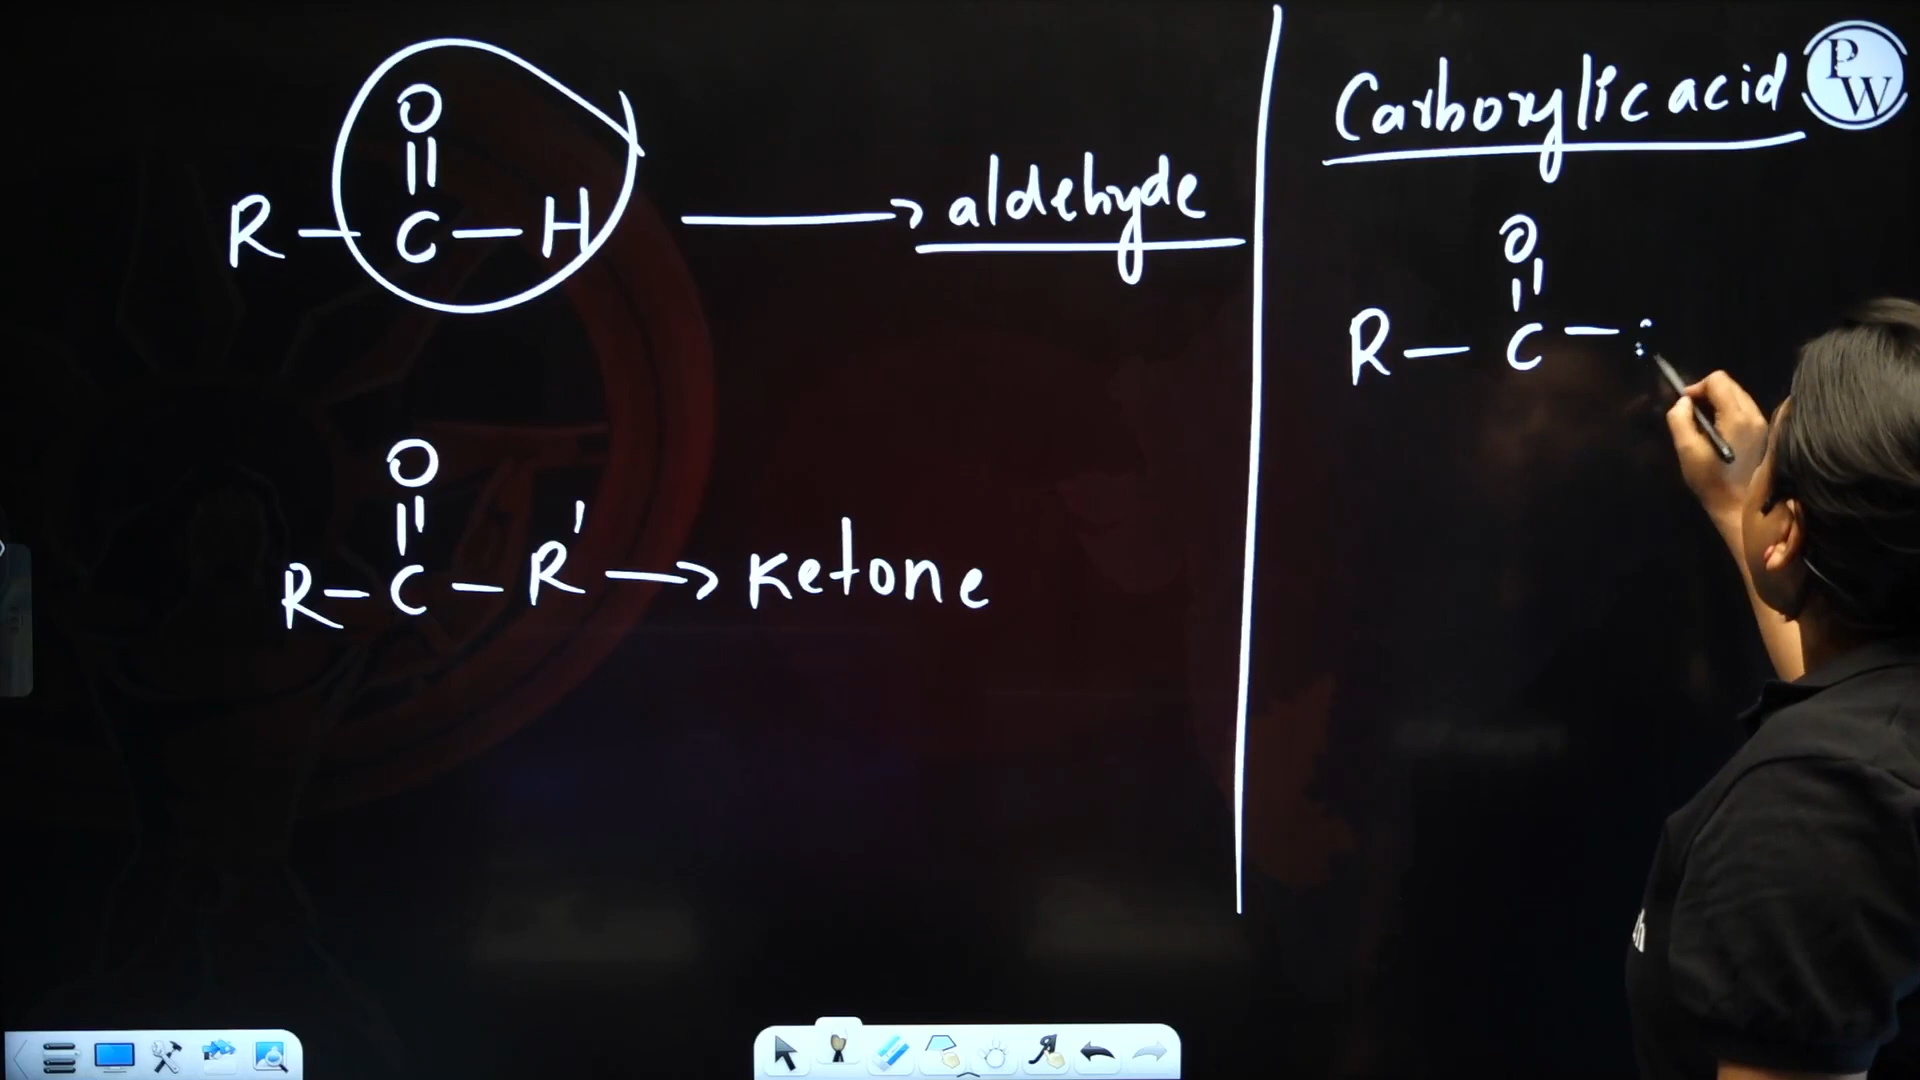 O
||
R — C — H → aldehyde
O
||
R — C — R' → Ketone
Carboxylic acid
PW
O
||
R — C —